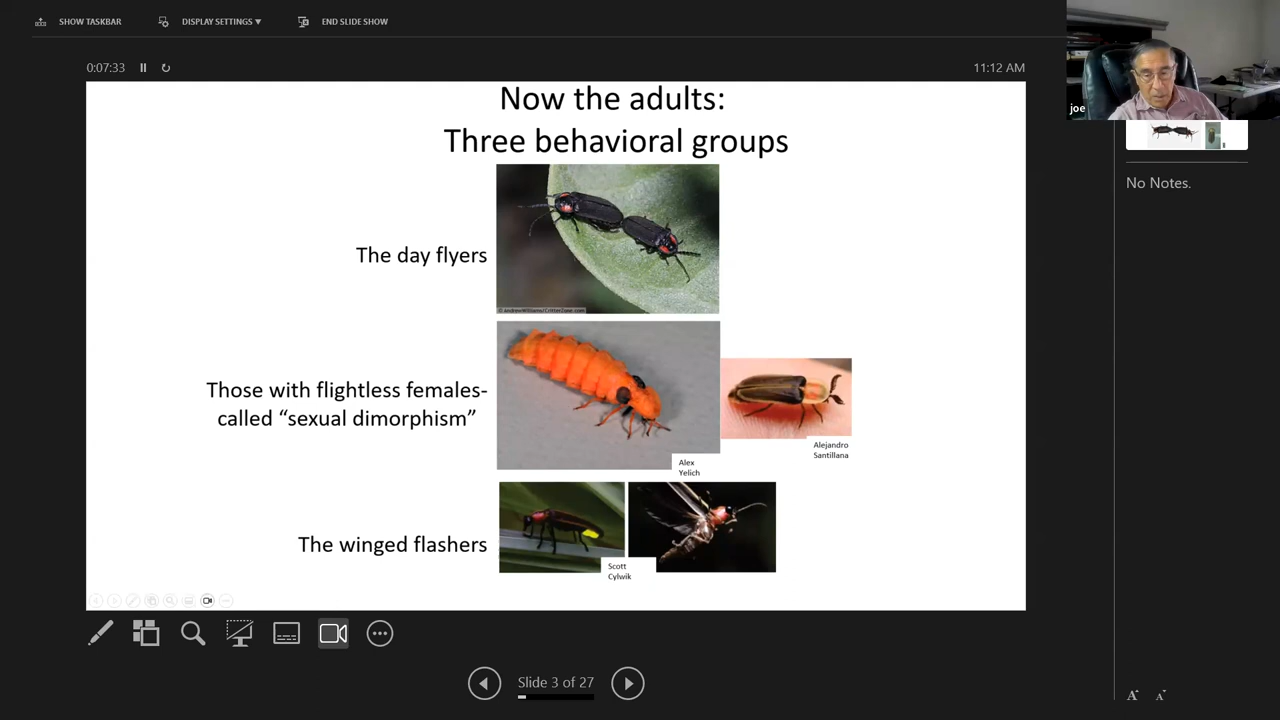 SHOW TASKBAR
DISPLAY SETTINGS
END SLIDE SHOW
0:07:33
11:12 AM
joe
Now the adults:
Three behavioral groups
No Notes.
The day flyers
Those with flightless females-
called “sexual dimorphism”
Alejandro
Santillana
Alex
Yelich
The winged flashers
Scott
Cylwik
Slide 3 of 27
A
A